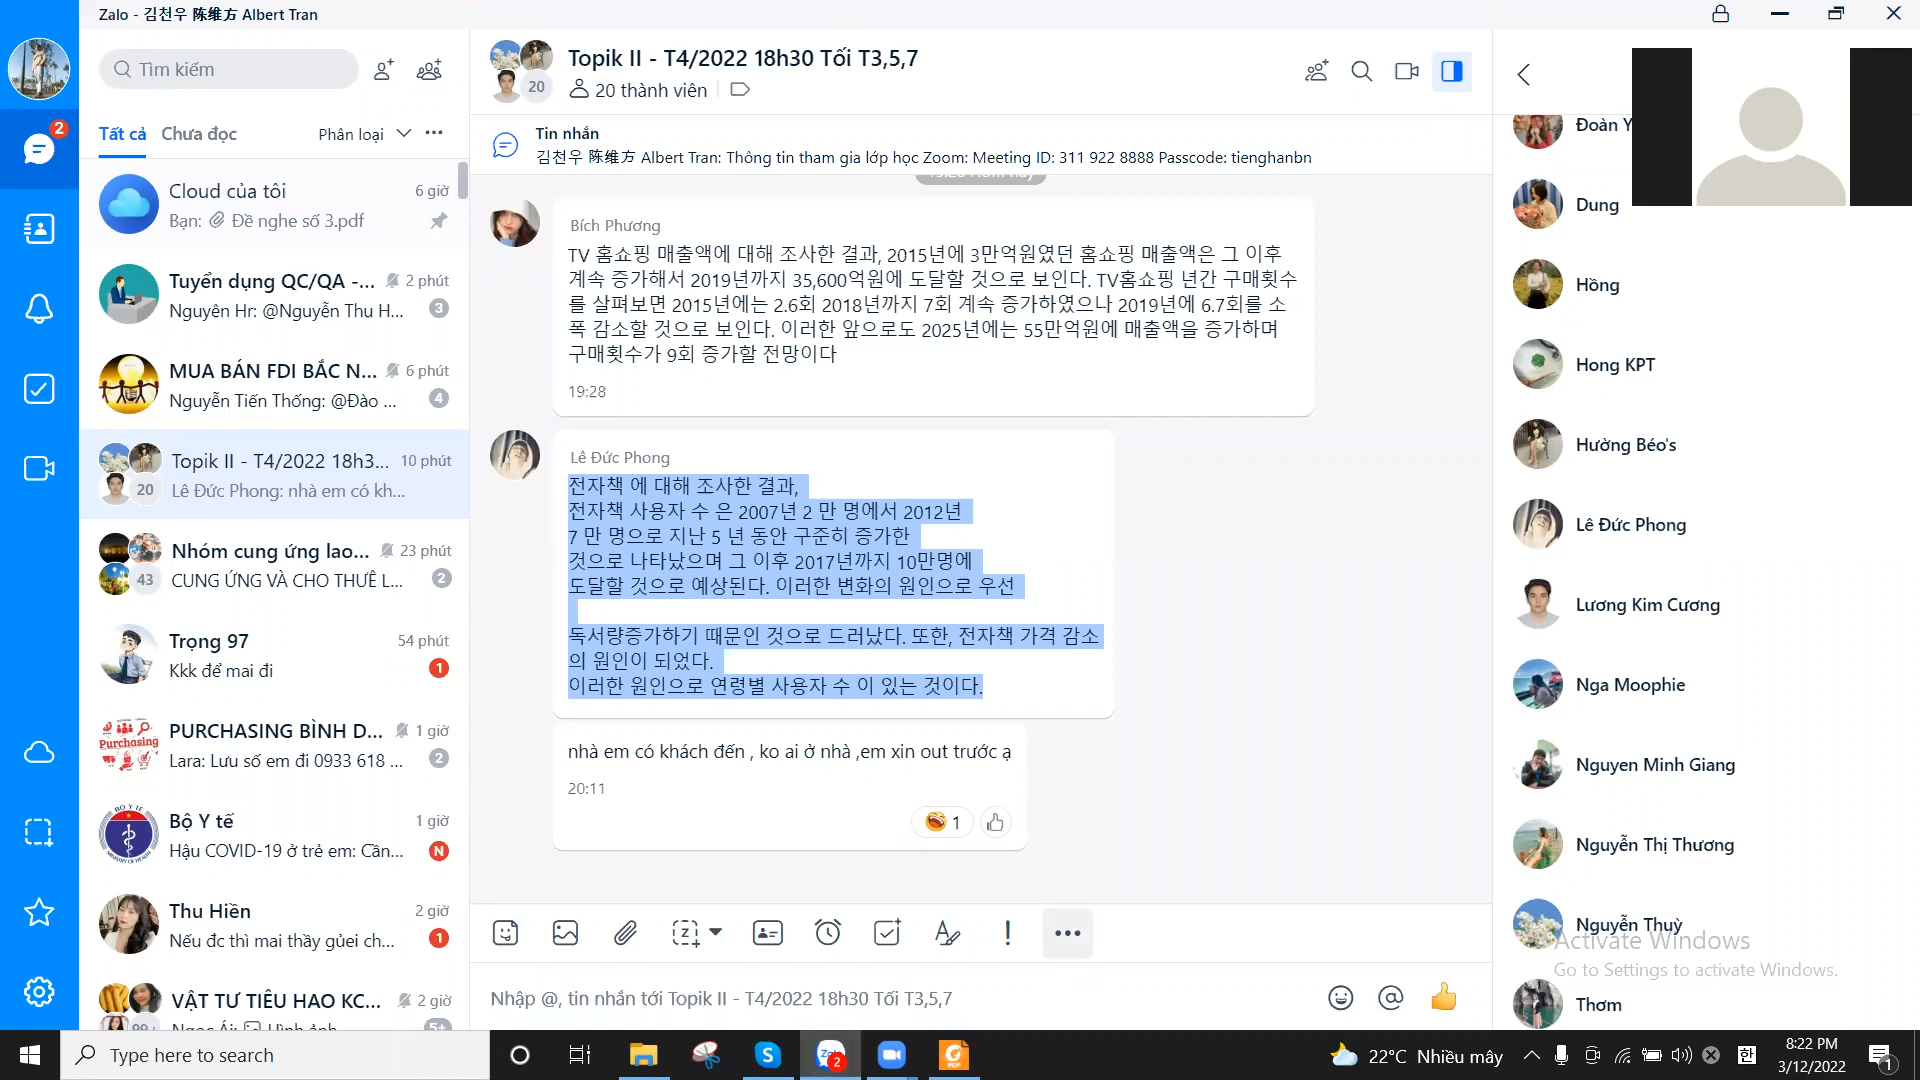 Zalo - 김천우 陈维方 Albert Tran
Tìm kiếm
Tất cả
Chưa đọc
Phân loại
2
Cloud của tôi
6 giờ
Bạn: Đề nghe số 3.pdf
Tuyển dụng QC/QA -...
2 phút
Nguyên Hr: @Nguyễn Thu H...
3
MUA BÁN FDI BẮC N...
6 phút
Nguyễn Tiến Thống: @Đào ...
4
Topik II - T4/2022 18h3...
10 phút
20
Lê Đức Phong: nhà em có kh...
Nhóm cung ứng lao...
23 phút
43
CUNG ỨNG VÀ CHO THUÊ L...
2
Trọng 97
54 phút
Kkk để mai đi
1
PURCHASING BÌNH D...
1 giờ
Purchasing
Lara: Lưu số em đi 0933 618 ...
2
Bộ Y tế
1 giờ
BỘ Y TẾ
Hậu COVID-19 ở trẻ em: Cần...
N
Thu Hiền
2 giờ
Nếu đc thì mai thầy gủei ch...
1
VẬT TƯ TIÊU HAO KC...
2 giờ
99+
Ngọc Ái: Hình ảnh
5+
Topik II - T4/2022 18h30 Tối T3,5,7
20
20 thành viên
Tin nhắn
김천우 陈维方 Albert Tran: Thông tin tham gia lớp học Zoom: Meeting ID: 311 922 8888 Passcode: tienghanbn
Bích Phương
TV 홈쇼핑 매출액에 대해 조사한 결과, 2015년에 3만억원였던 홈쇼핑 매출액은 그 이후
계속 증가해서 2019년까지 35,600억원에 도달할 것으로 보인다. TV홈쇼핑 년간 구매횟수
를 살펴보면 2015년에는 2.6회 2018년까지 7회 계속 증가하였으나 2019년에 6.7회를 소
폭 감소할 것으로 보인다. 이러한 앞으로도 2025년에는 55만억원에 매출액을 증가하며
구매횟수가 9회 증가할 전망이다
19:28
Lê Đức Phong
전자책 에 대해 조사한 결과,
전자책 사용자 수 은 2007년 2 만 명에서 2012년
7 만 명으로 지난 5 년 동안 구준히 증가한
것으로 나타났으며 그 이후 2017년까지 10만명에
도달할 것으로 예상된다. 이러한 변화의 원인으로 우선
독서량증가하기 때문인 것으로 드러났다. 또한, 전자책 가격 감소
의 원인이 되었다.
이러한 원인으로 연령별 사용자 수 이 있는 것이다.
nhà em có khách đến , ko ai ở nhà ,em xin out trước ạ
20:11
1
Nhập @, tin nhắn tới Topik II - T4/2022 18h30 Tối T3,5,7
Đoàn Y
Dung
Hồng
Hong KPT
Hường Béo's
Lê Đức Phong
Lương Kim Cương
Nga Moophie
Nguyen Minh Giang
Nguyễn Thị Thương
Nguyễn Thuỳ
Thơm
Activate Windows
Go to Settings to activate Windows.
Type here to search
2
22°C Nhiều mây
한
8:22 PM
3/12/2022
1